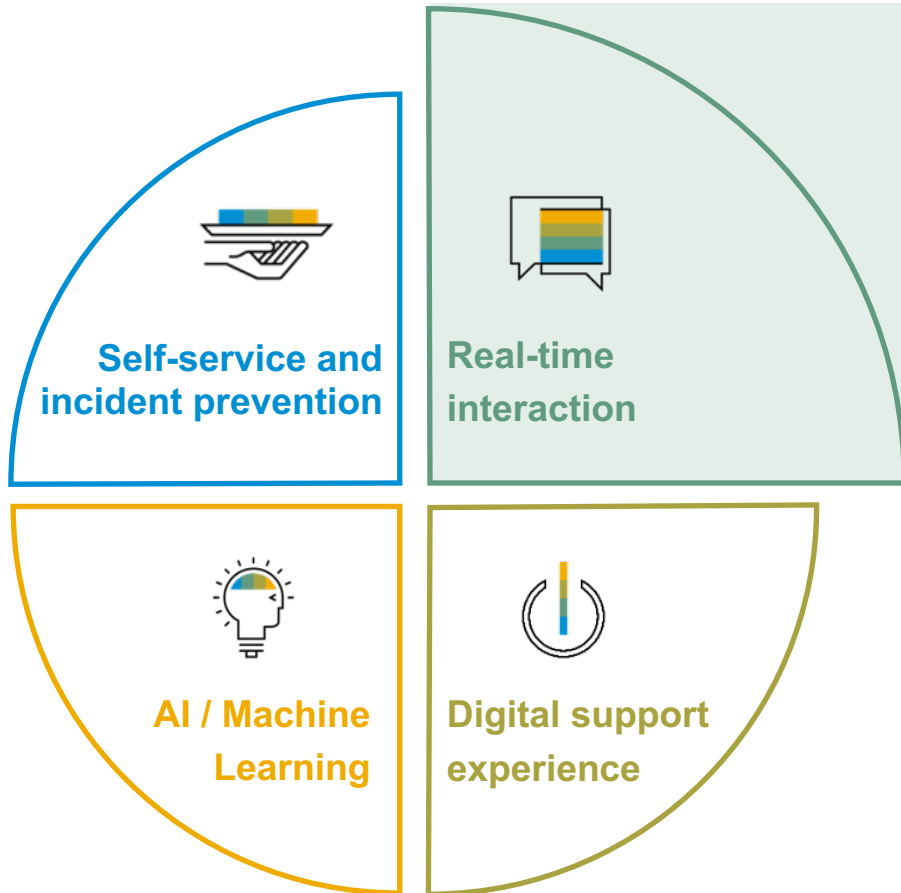 Self-service and
incident prevention
Real-time
interaction
AI / Machine
Learning
Digital support
experience